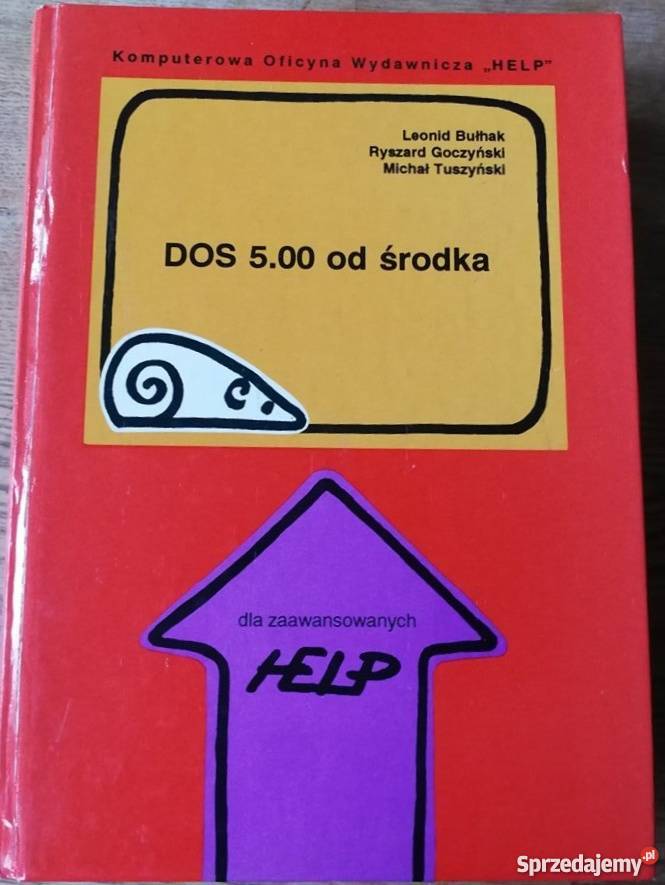 Komputerowa Oficyna Wydawnicza „HELP”
Leonid Bułhak
Ryszard Goczyński
Michał Tuszyński
DOS 5.00 od środka
dla zaawansowanych
HELP
Sprzedajemy.pl